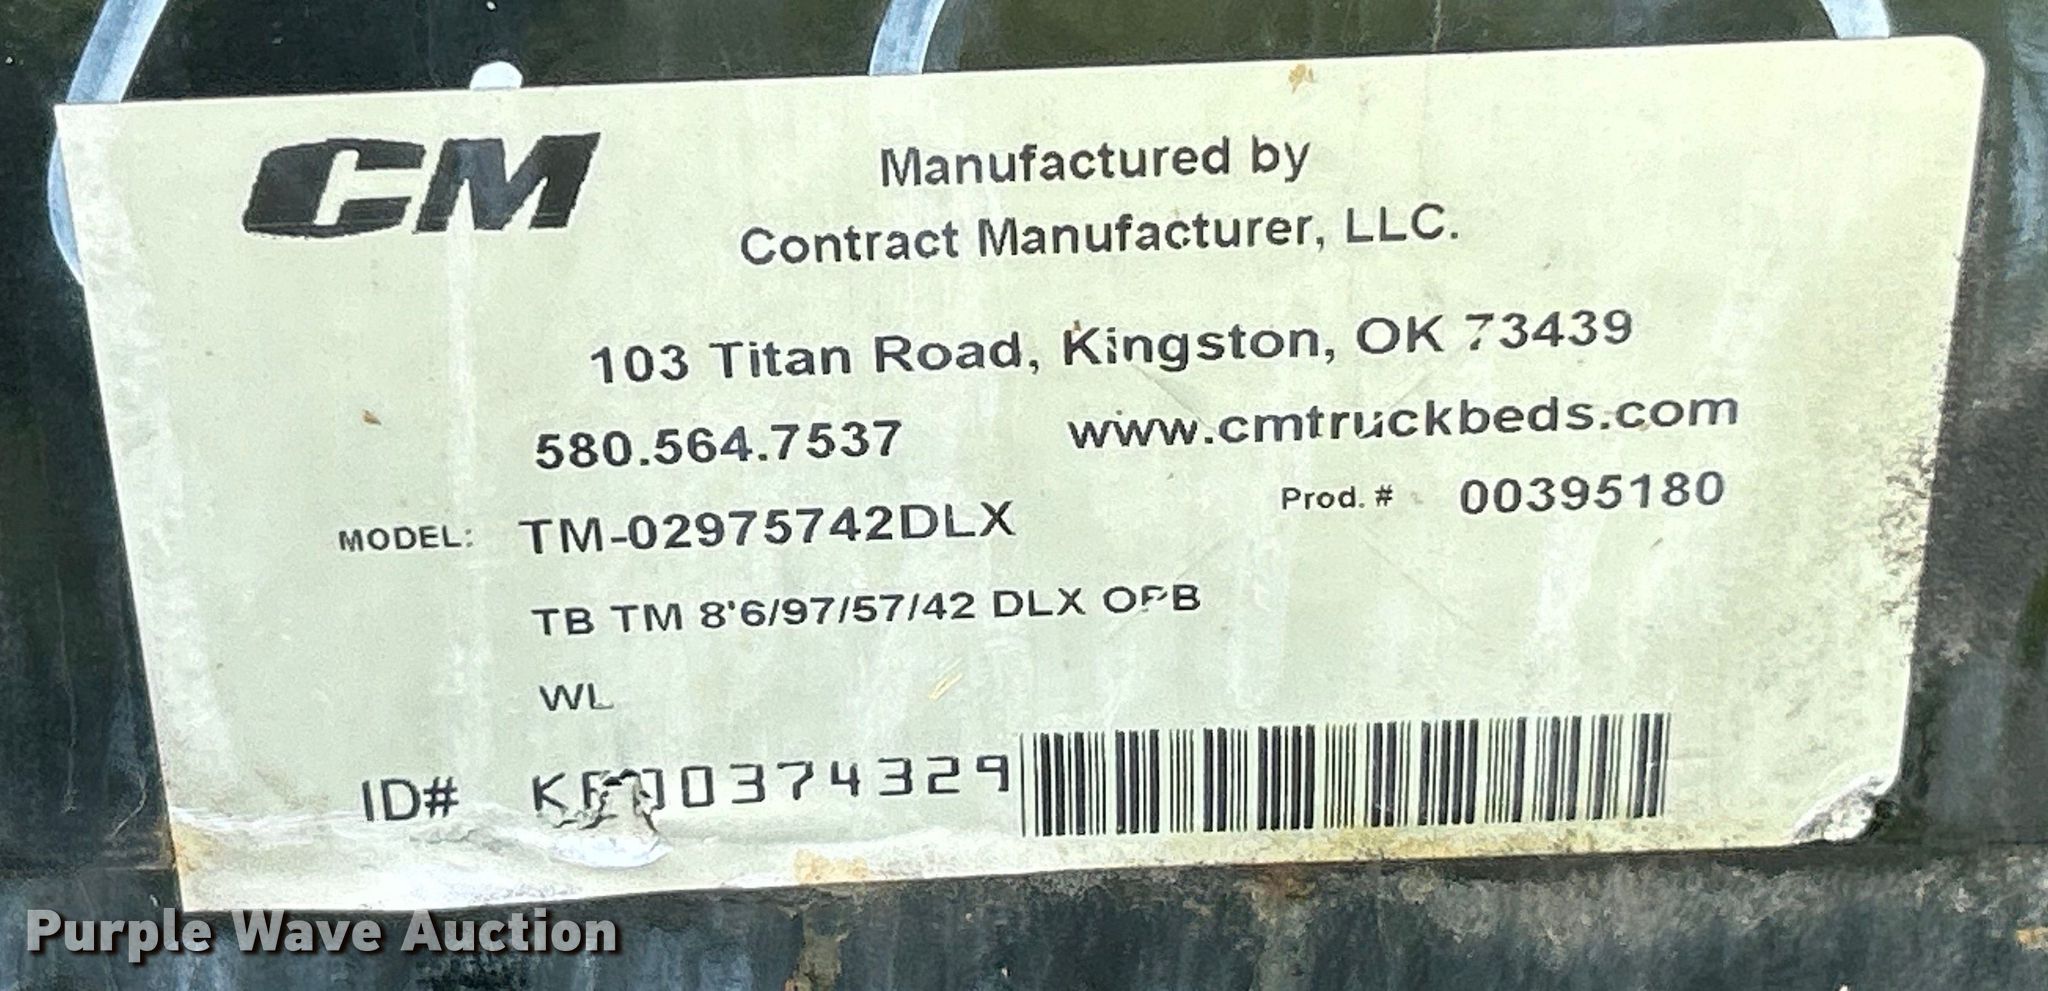 CM
Manufactured by
Contract Manufacturer, LLC.
103 Titan Road, Kingston, OK 73439
580.564.7537 www.cmtruckbeds.com
MODEL: TM-02975742DLX Prod. # 00395180
TB TM 8'6/97/57/42 DLX
WL
ID#
Purple Wave Auction